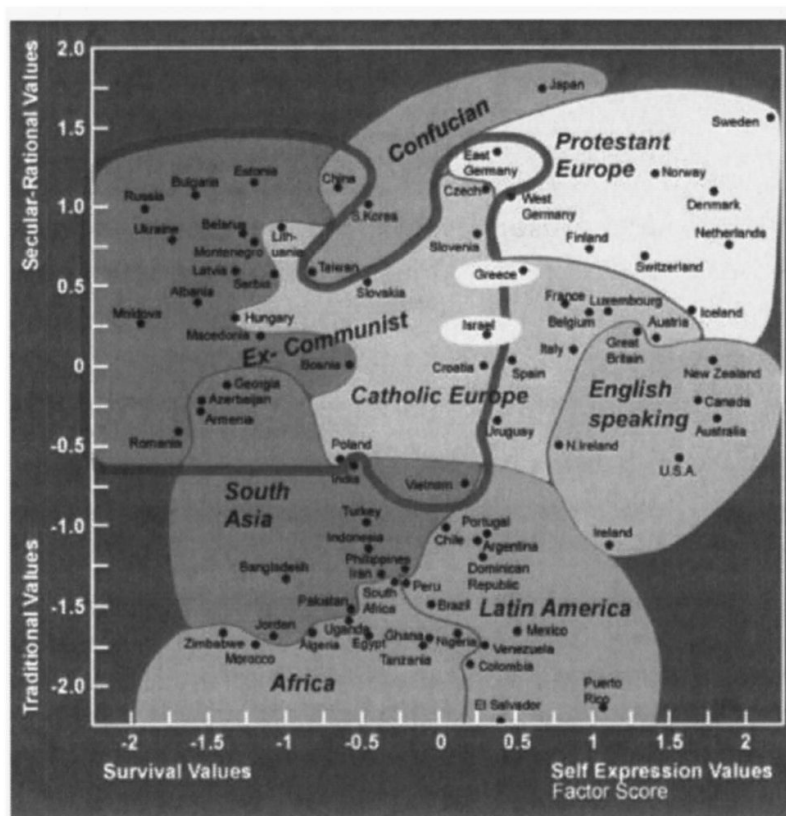 Secular-Rational Values
Traditional Values
2.0
1.5
1.0
0.5
0
-0.5
-1.0
-1.5
-2.0
Japan
Confucian
Sweden
Protestant
Europe
East
Germany
Norway
China
Estonia
Bulgaria
Russia
Czech
West
Germany
Denmark
S.Korea
Belarus
Lith-
uania
Ukraine
Montenegro
Slovenia
Finland
Netherlands
Switzerland
Latvia
Serbia
Taiwan
Slovakia
Greece
Albania
France
Luxembourg
Iceland
Moldova
Hungary
Ex- Communist
Israel
Belgium
Austria
Macedonia
Great
Britain
Italy
Bosnia
Croatia
Spain
New Zealand
Catholic Europe
English
speaking
Georgia
Azerbaijan
Armenia
Canada
Australia
Uruguay
Romania
N.Ireland
Poland
India
U.S.A.
Vietnam
South
Asia
Turkey
Indonesia
Portugal
Chile
Argentina
Ireland
Dominican
Republic
Philippines
Iran
Bangladesh
South
Africa
Peru
Pakistan
Brazil
Latin America
Jordan
Uganda
Zimbabwe
Morocco
Algeria
Egypt
Ghana
Nigeria
Tanzania
Mexico
Venezuela
Colombia
Africa
El Salvador
Puerto
Rico
-2
-1.5
-1
-0.5
0
0.5
1
1.5
2
Survival Values
Self Expression Values
Factor Score